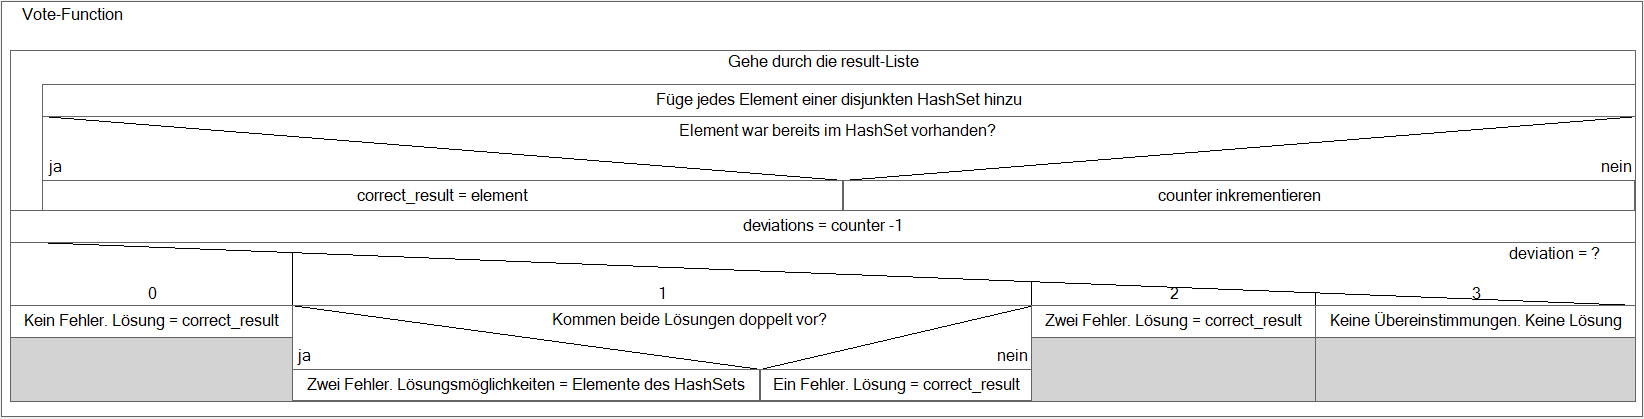 Vote-Function
Gehe durch die result-Liste
Füge jedes Element einer disjunkten HashSet hinzu
Element war bereits im HashSet vorhanden?
ja
nein
correct_result = element
counter inkrementieren
deviations = counter -1
deviation = ?
0
1
2
3
Kein Fehler. Lösung = correct_result
Kommen beide Lösungen doppelt vor?
Zwei Fehler. Lösung = correct_result
Keine Übereinstimmungen. Keine Lösung
ja
nein
Zwei Fehler. Lösungsmöglichkeiten = Elemente des HashSets
Ein Fehler. Lösung = correct_result